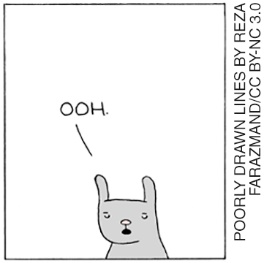 OOH.
POORLY DRAWN LINES BY REZA
FARAZMAND/CC BY-NC 3.0